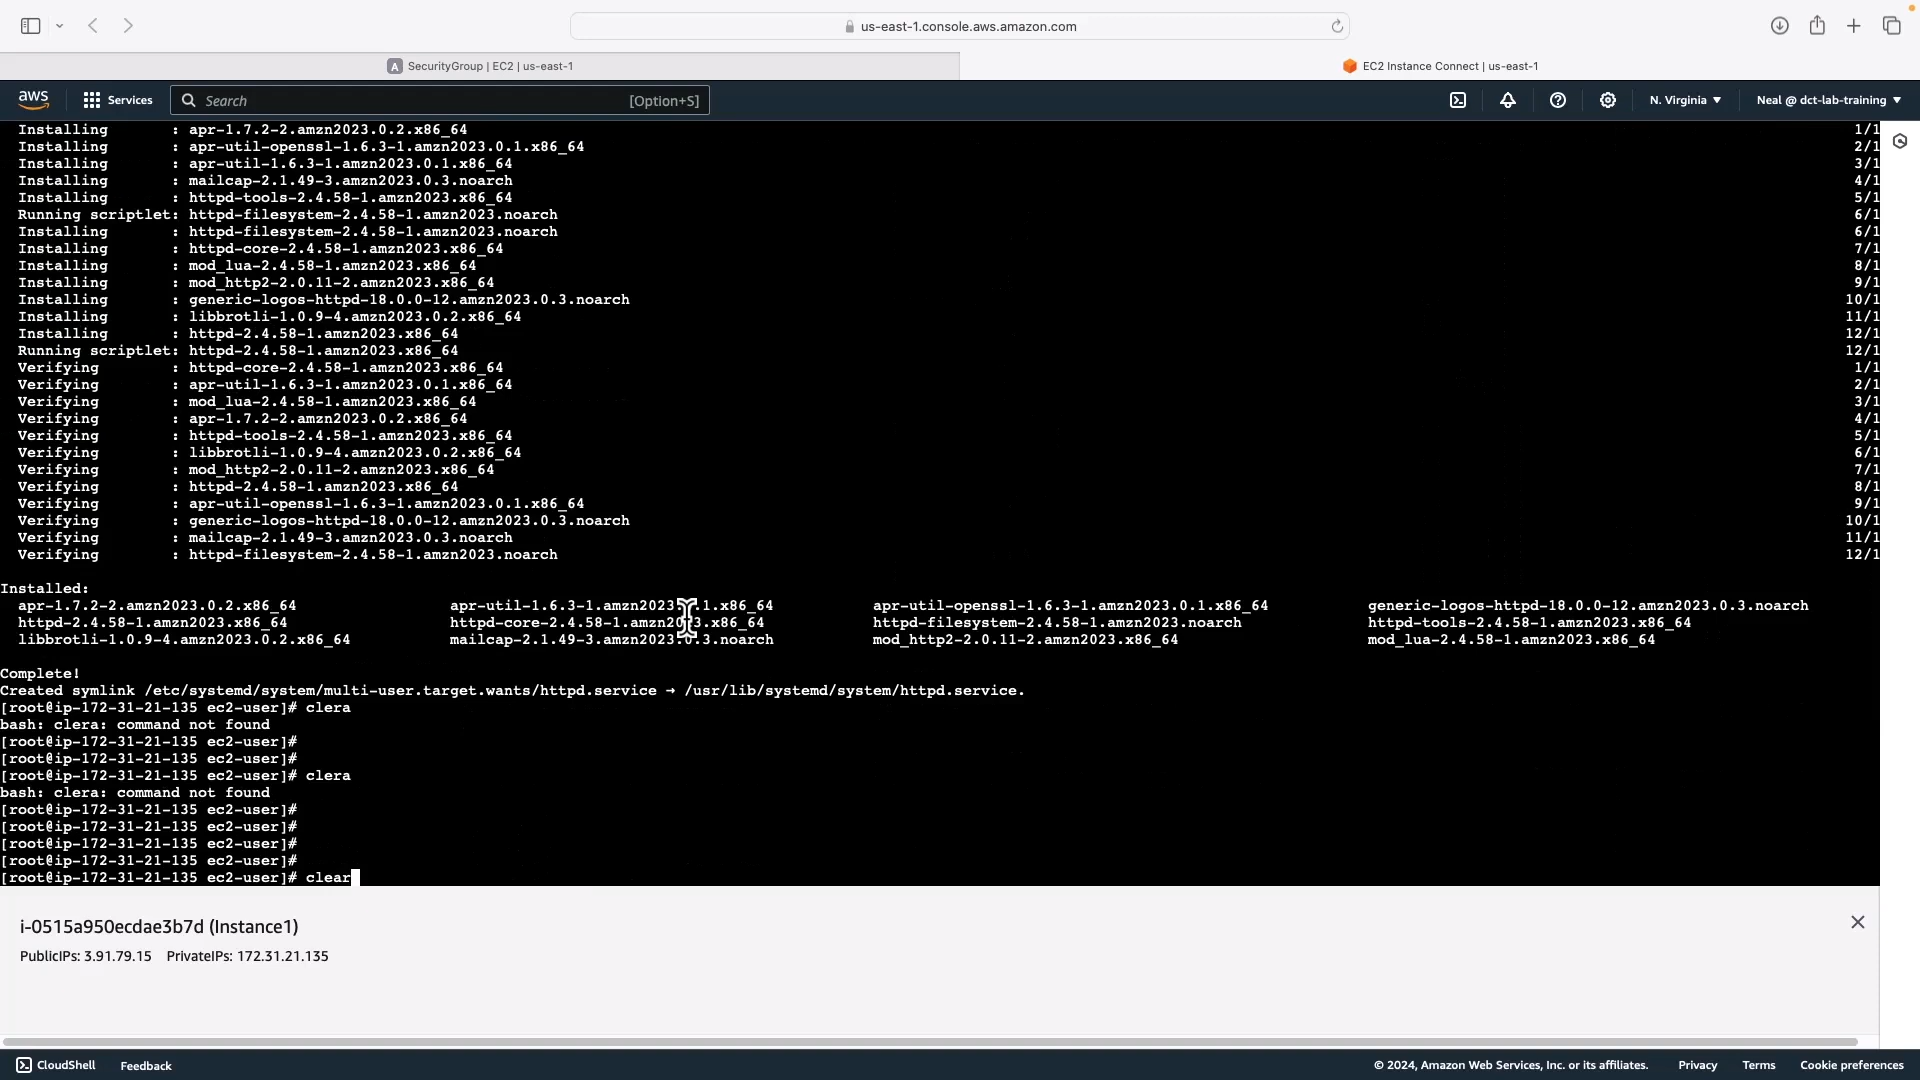 us-east-1.console.aws.amazon.com
A SecurityGroup | EC2 | us-east-1
EC2 Instance Connect | us-east-1
aws Services Search [Option+S] N. Virginia Neal @ dct-lab-training
Installing : apr-1.7.2-2.amzn2023.0.2.x86_64 1/1
Installing : apr-util-openssl-1.6.3-1.amzn2023.0.1.x86_64 2/1
Installing : apr-util-1.6.3-1.amzn2023.0.1.x86_64 3/1
Installing : mailcap-2.1.49-3.amzn2023.0.3.noarch 4/1
Installing : httpd-tools-2.4.58-1.amzn2023.x86_64 5/1
Running scriptlet: httpd-filesystem-2.4.58-1.amzn2023.noarch 6/1
Installing : httpd-filesystem-2.4.58-1.amzn2023.noarch 6/1
Installing : httpd-core-2.4.58-1.amzn2023.x86_64 7/1
Installing : mod_lua-2.4.58-1.amzn2023.x86_64 8/1
Installing : mod_http2-2.0.11-2.amzn2023.x86_64 9/1
Installing : generic-logos-httpd-18.0.0-12.amzn2023.0.3.noarch 10/1
Installing : libbrotli-1.0.9-4.amzn2023.0.2.x86_64 11/1
Installing : httpd-2.4.58-1.amzn2023.x86_64 12/1
Running scriptlet: httpd-2.4.58-1.amzn2023.x86_64 12/1
Verifying : httpd-core-2.4.58-1.amzn2023.x86_64 1/1
Verifying : apr-util-1.6.3-1.amzn2023.0.1.x86_64 2/1
Verifying : mod_lua-2.4.58-1.amzn2023.x86_64 3/1
Verifying : apr-1.7.2-2.amzn2023.0.2.x86_64 4/1
Verifying : httpd-tools-2.4.58-1.amzn2023.x86_64 5/1
Verifying : libbrotli-1.0.9-4.amzn2023.0.2.x86_64 6/1
Verifying : mod_http2-2.0.11-2.amzn2023.x86_64 7/1
Verifying : httpd-2.4.58-1.amzn2023.x86_64 8/1
Verifying : apr-util-openssl-1.6.3-1.amzn2023.0.1.x86_64 9/1
Verifying : generic-logos-httpd-18.0.0-12.amzn2023.0.3.noarch 10/1
Verifying : mailcap-2.1.49-3.amzn2023.0.3.noarch 11/1
Verifying : httpd-filesystem-2.4.58-1.amzn2023.noarch 12/1
Installed:
apr-1.7.2-2.amzn2023.0.2.x86_64 apr-util-1.6.3-1.amzn2023.0.1.x86_64 apr-util-openssl-1.6.3-1.amzn2023.0.1.x86_64 generic-logos-httpd-18.0.0-12.amzn2023.0.3.noarch
httpd-2.4.58-1.amzn2023.x86_64 httpd-core-2.4.58-1.amzn2023.x86_64 httpd-filesystem-2.4.58-1.amzn2023.noarch httpd-tools-2.4.58-1.amzn2023.x86_64
libbrotli-1.0.9-4.amzn2023.0.2.x86_64 mailcap-2.1.49-3.amzn2023.0.3.noarch mod_http2-2.0.11-2.amzn2023.x86_64 mod_lua-2.4.58-1.amzn2023.x86_64
Complete!
Created symlink /etc/systemd/system/multi-user.target.wants/httpd.service → /usr/lib/systemd/system/httpd.service.
[root@ip-172-31-21-135 ec2-user]# clera
bash: clera: command not found
[root@ip-172-31-21-135 ec2-user]#
[root@ip-172-31-21-135 ec2-user]#
[root@ip-172-31-21-135 ec2-user]# clera
bash: clera: command not found
[root@ip-172-31-21-135 ec2-user]#
[root@ip-172-31-21-135 ec2-user]#
[root@ip-172-31-21-135 ec2-user]#
[root@ip-172-31-21-135 ec2-user]#
[root@ip-172-31-21-135 ec2-user]# clear
i-0515a950ecdae3b7d (Instance1)
PublicIPs: 3.91.79.15 PrivateIPs: 172.31.21.135
CloudShell Feedback © 2024, Amazon Web Services, Inc. or its affiliates. Privacy Terms Cookie preferences